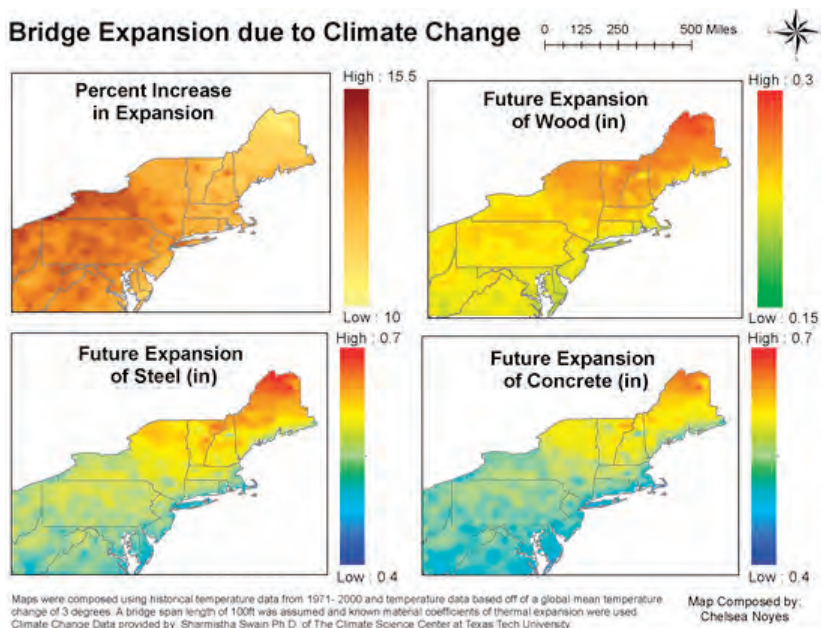 Bridge Expansion due to Climate Change
0 125 250 500 Miles
Percent Increase
in Expansion
High : 15.5
Low : 10
Future Expansion
of Wood (in)
High : 0.3
Low : 0.15
Future Expansion
of Steel (in)
High : 0.7
Low : 0.4
Future Expansion
of Concrete (in)
High : 0.7
Low : 0.4
Maps were composed using historical temperature data from 1971- 2000 and temperature data based off of a global mean temperature
change of 3 degrees. A bridge span length of 100ft was assumed and known material coefficients of thermal expansion were used.
Climate Change Data provided by Sharmistha Swain Ph.D. of The Climate Science Center at Texas Tech University.
Map Composed by:
Chelsea Noyes